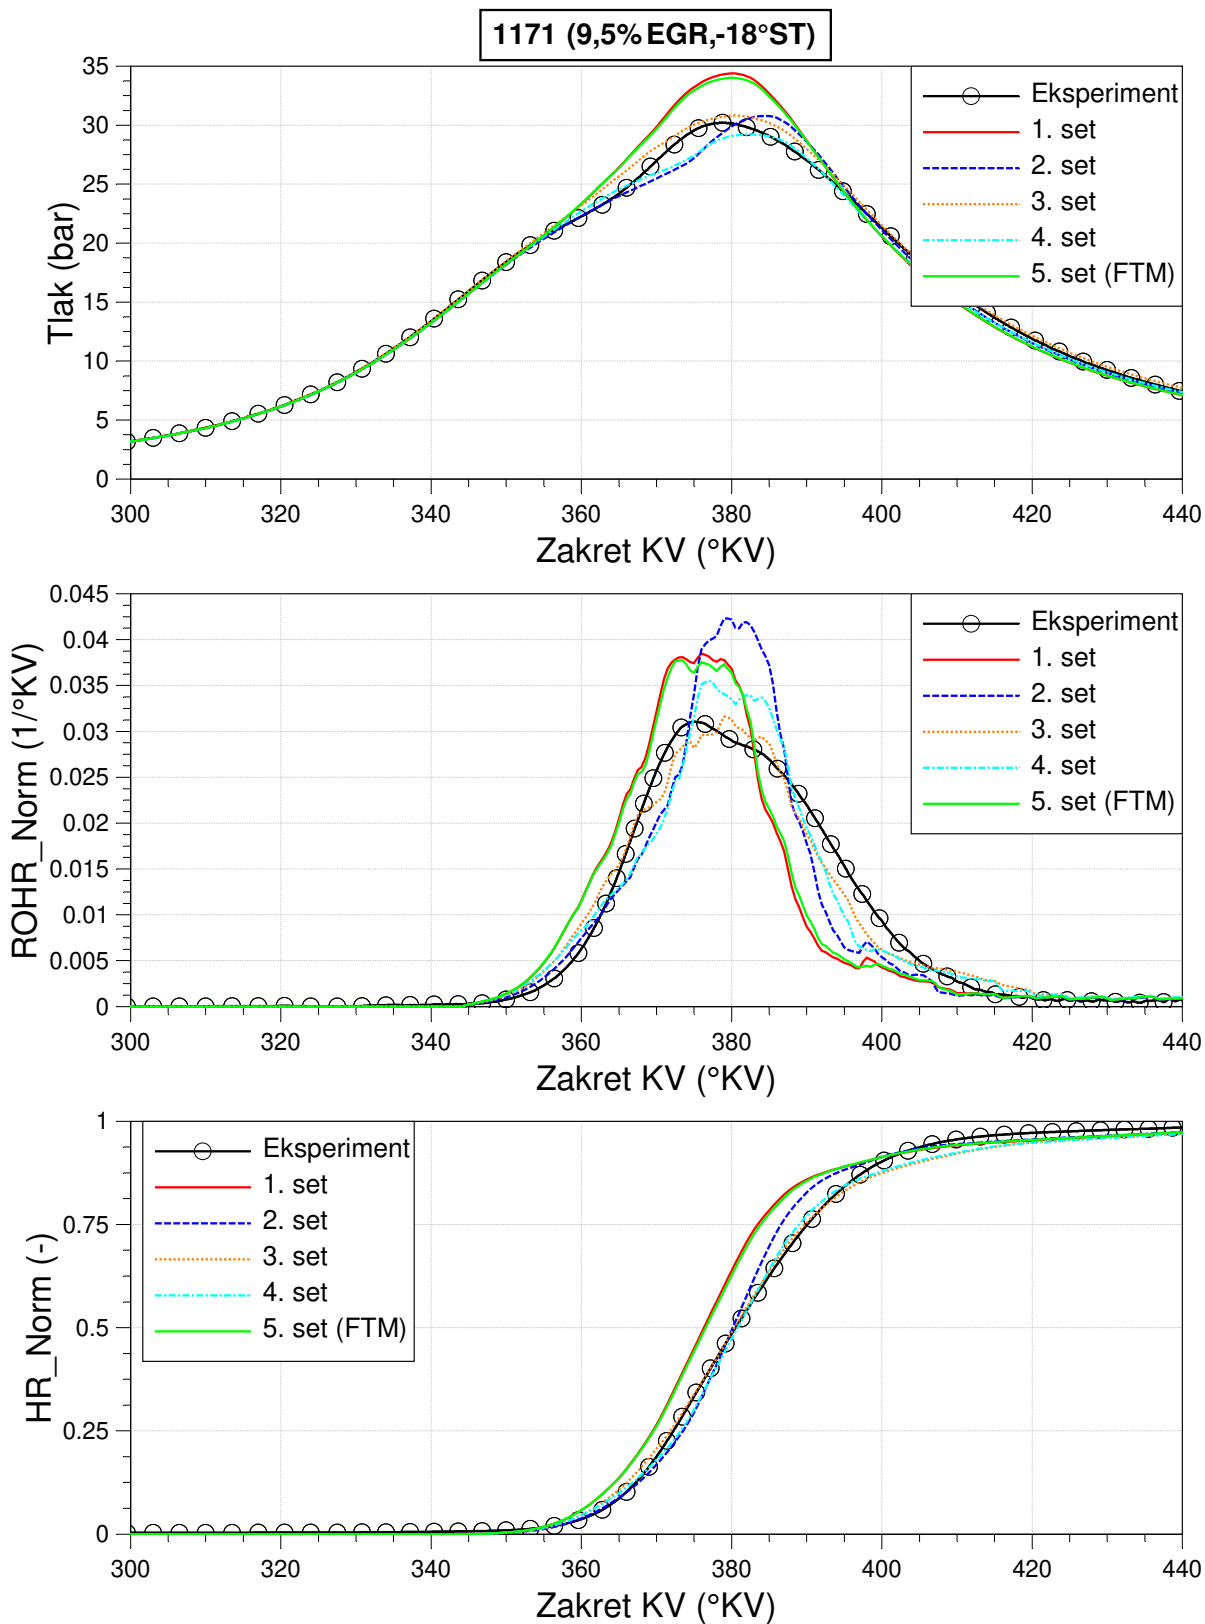 1171 (9,5% EGR,-18°ST)
35
30
25
20
15
10
5
0
Tlak (bar)
Eksperiment
1. set
2. set
3. set
4. set
5. set (FTM)
300 320 340 360 380 400 420 440
Zakret KV (°KV)
0.045
0.04
0.035
0.03
0.025
0.02
0.015
0.01
0.005
0
ROHR_Norm (1/°KV)
Eksperiment
1. set
2. set
3. set
4. set
5. set (FTM)
300 320 340 360 380 400 420 440
Zakret KV (°KV)
1
0.75
0.5
0.25
0
HR_Norm (-)
Eksperiment
1. set
2. set
3. set
4. set
5. set (FTM)
300 320 340 360 380 400 420 440
Zakret KV (°KV)